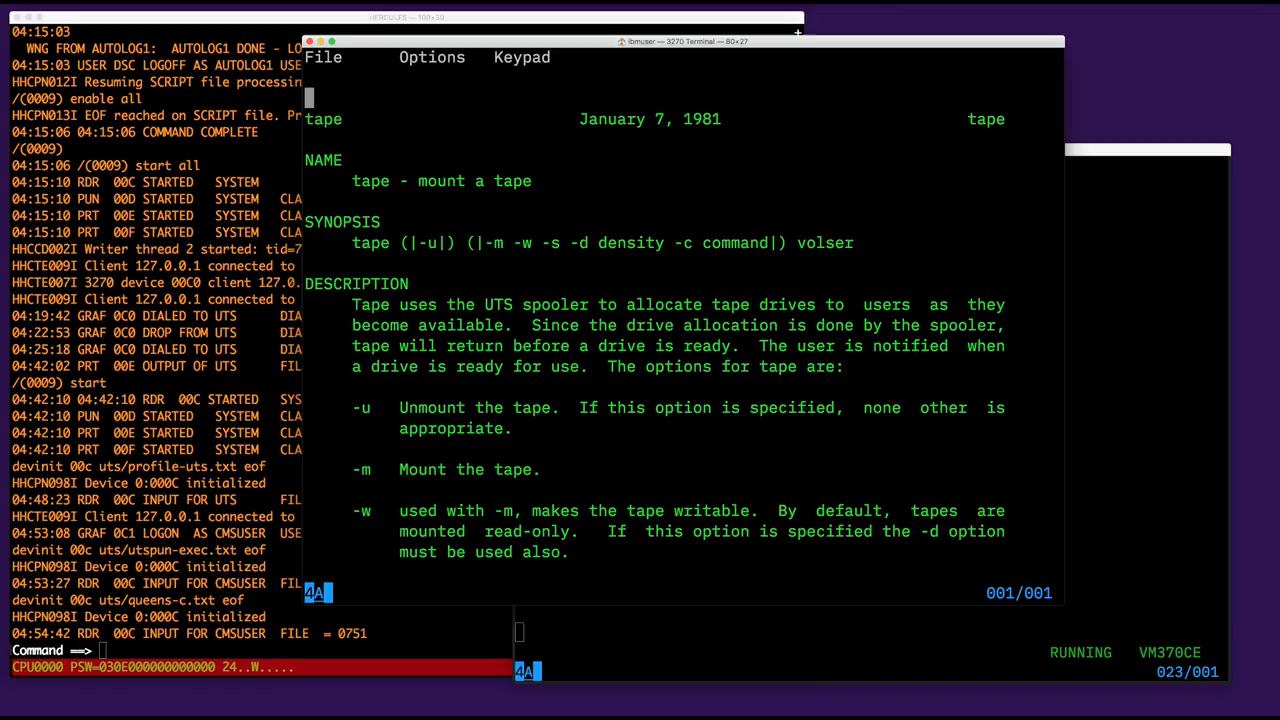 HERCULES — 100×39
04:15:03
WNG FROM AUTOLOG1:  AUTOLOG1 DONE - LO
04:15:03 USER DSC LOGOFF AS AUTOLOG1 USE
HHCPN012I Resuming SCRIPT file processin
/(0009) enable all
HHCPN013I EOF reached on SCRIPT file. Pr
04:15:06 04:15:06 COMMAND COMPLETE
/(0009)
04:15:06 /(0009) start all
04:15:10 RDR  00C STARTED   SYSTEM
04:15:10 PUN  00D STARTED   SYSTEM   CLA
04:15:10 PRT  00E STARTED   SYSTEM   CLA
04:15:10 PRT  00F STARTED   SYSTEM   CLA
HHCCD002I Writer thread 2 started: tid=7
HHCTE009I Client 127.0.0.1 connected to
HHCTE007I 3270 device 00C0 client 127.0.
HHCTE009I Client 127.0.0.1 connected to
04:19:42 GRAF 0C0 DIALED TO UTS      DIA
04:22:53 GRAF 0C0 DROP FROM UTS      DIA
04:25:18 GRAF 0C0 DIALED TO UTS      DIA
04:42:02 PRT  00E OUTPUT OF UTS      FIL
/(0009) start
04:42:10 04:42:10 RDR  00C STARTED   SYS
04:42:10 PUN  00D STARTED   SYSTEM   CLA
04:42:10 PRT  00E STARTED   SYSTEM   CLA
04:42:10 PRT  00F STARTED   SYSTEM   CLA
devinit 00c uts/profile-uts.txt eof
HHCPN098I Device 0:000C initialized
04:48:23 RDR  00C INPUT FOR UTS      FIL
HHCTE009I Client 127.0.0.1 connected to
04:53:08 GRAF 0C1 LOGON  AS CMSUSER  USE
devinit 00c uts/utspun-exec.txt eof
HHCPN098I Device 0:000C initialized
04:53:27 RDR  00C INPUT FOR CMSUSER  FIL
devinit 00c uts/queens-c.txt eof
HHCPN098I Device 0:000C initialized
04:54:42 RDR  00C INPUT FOR CMSUSER  FILE  = 0751
Command ==>
CPU0000 PSW=030E000000000000 24..W.....
ibmuser — 3270 Terminal — 80×27
File      Options   Keypad
tape                January 7, 1981                tape
NAME
tape - mount a tape
SYNOPSIS
tape (|-u|) (|-m -w -s -d density -c command|) volser
DESCRIPTION
Tape uses the UTS spooler to allocate tape drives to  users  as  they
become available.  Since the drive allocation is done by the spooler,
tape will return before a drive is ready.  The user is notified  when
a drive is ready for use.  The options for tape are:
-u   Unmount the tape.  If this option is specified,  none  other  is
appropriate.
-m   Mount the tape.
-w   used with -m, makes the tape writable.  By  default,  tapes  are
mounted  read-only.   If  this option is specified the -d option
must be used also.
4A                001/001
RUNNING   VM370CE
4A                023/001